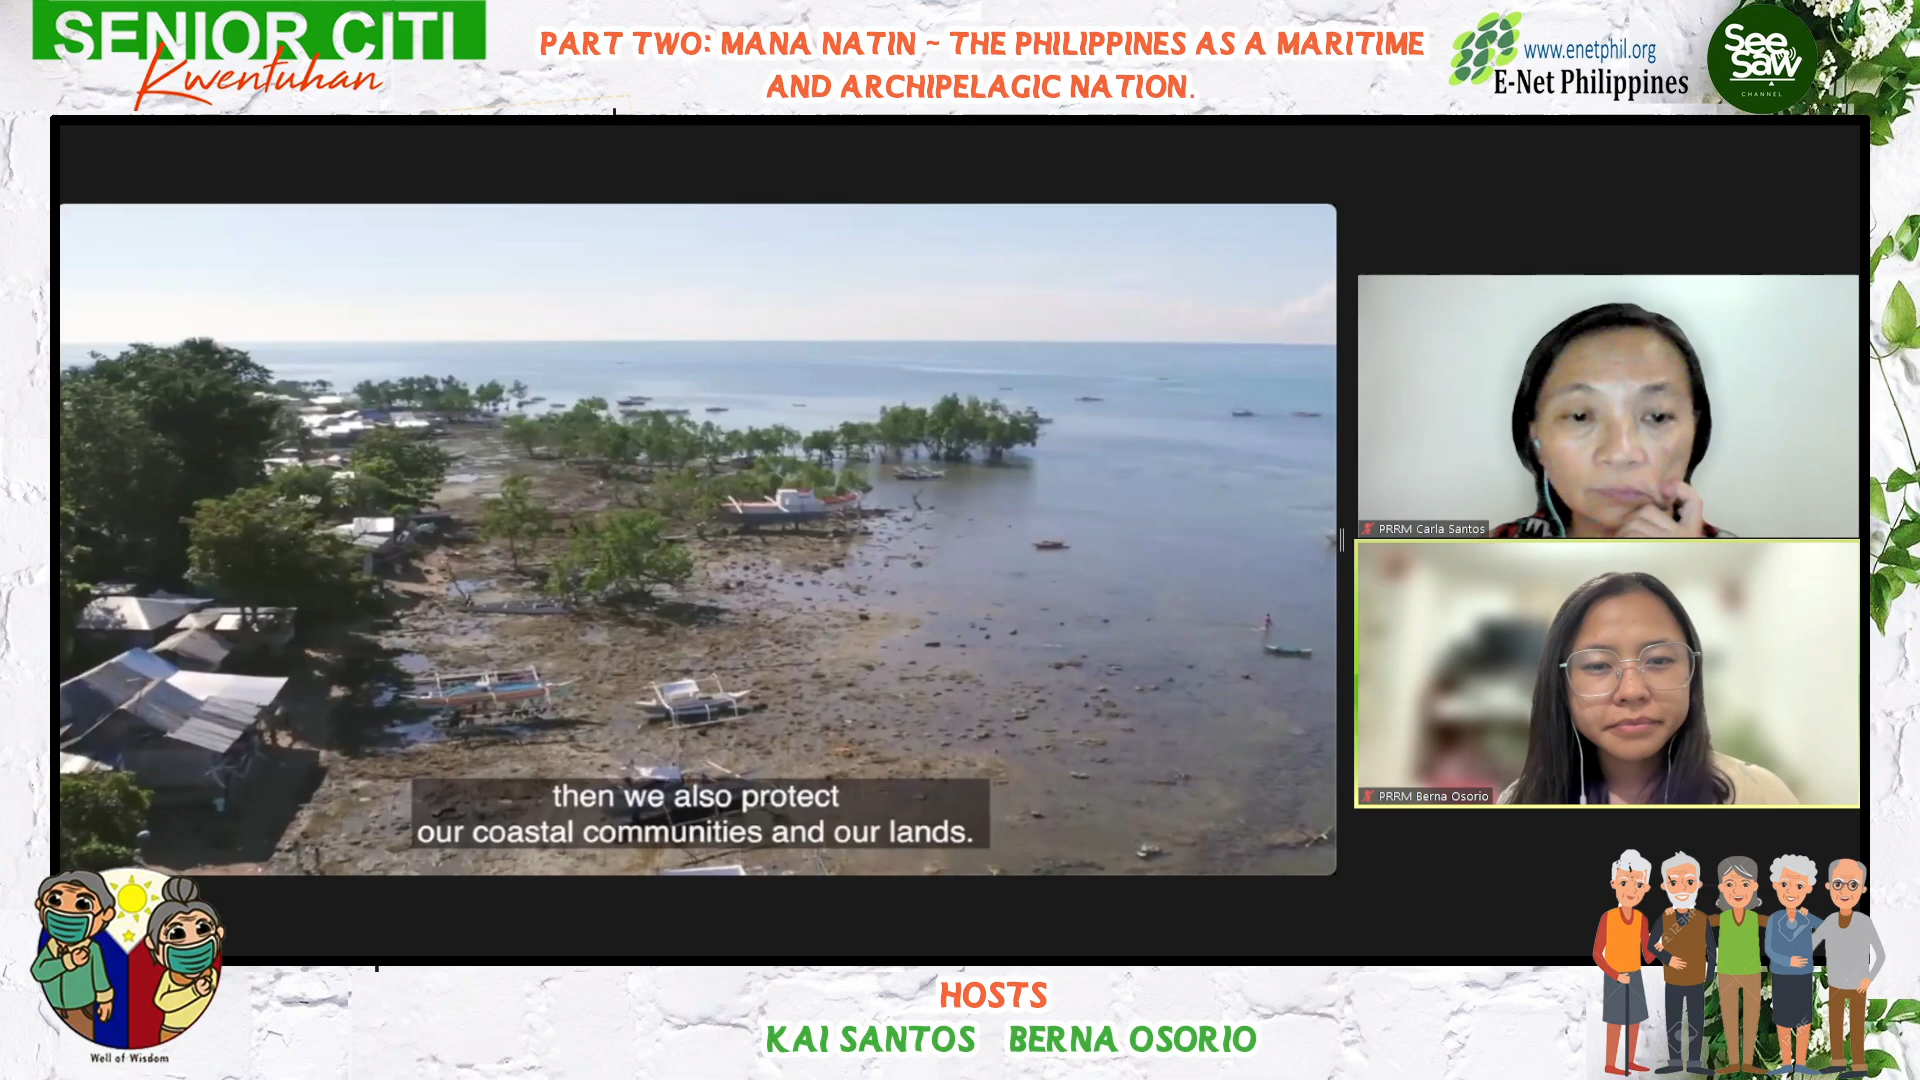 SENIOR CITI
Kwentuhan
PART TWO: MANA NATIN ~ THE PHILIPPINES AS A MARITIME
AND ARCHIPELAGIC NATION.
www.enetphil.org
E-Net Philippines
See
Saw
CHANNEL
PRRM Carla Santos
PRRM Berna Osorio
then we also protect
our coastal communities and our lands.
Well of Wisdom
HOSTS
KAI SANTOS BERNA OSORIO